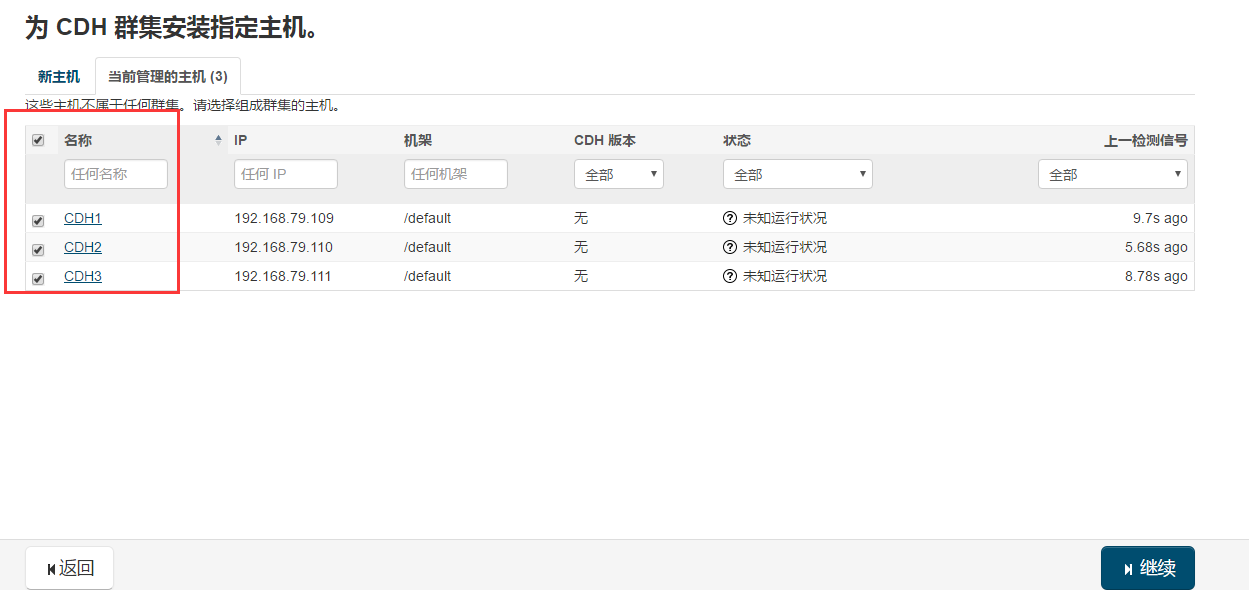 为 CDH 群集安装指定主机。
新主机 当前管理的主机 (3)
这些主机不属于任何群集。请选择组成群集的主机。
名称 IP 机架 CDH 版本 状态 上一检测信号
任何名称 任何 IP 任何机架 全部 全部 全部
CDH1 192.168.79.109 /default 无 未知运行状况 9.7s ago
CDH2 192.168.79.110 /default 无 未知运行状况 5.68s ago
CDH3 192.168.79.111 /default 无 未知运行状况 8.78s ago
返回 继续